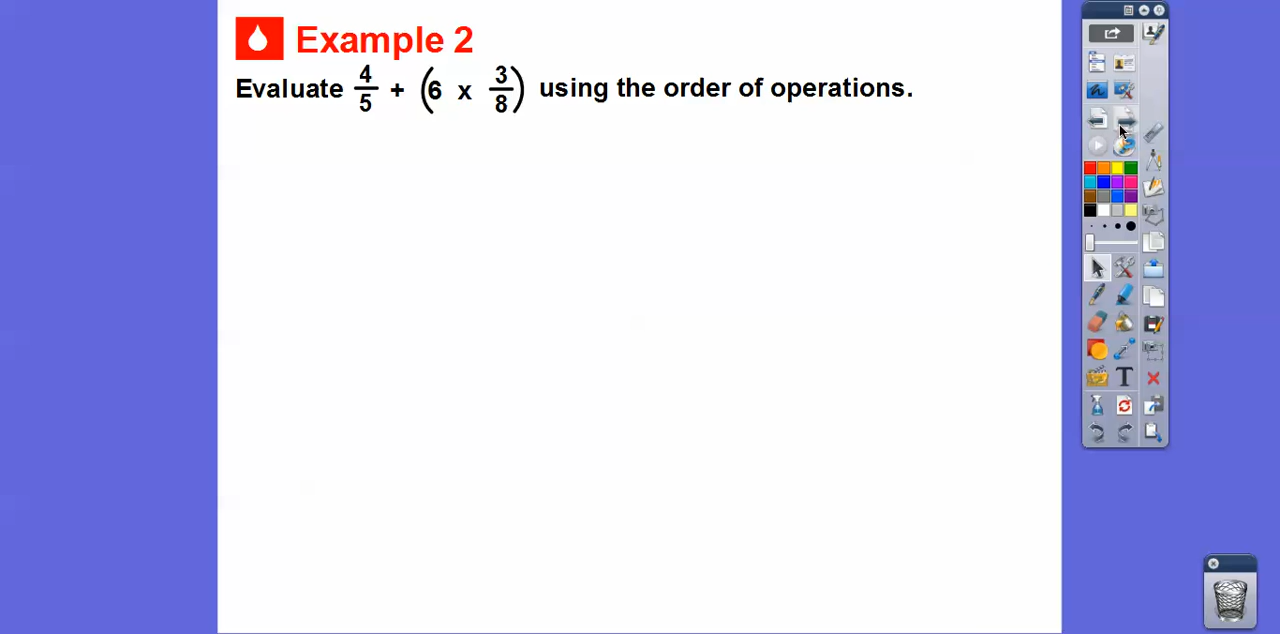 Example 2
Evaluate 4/5 + (6 x 3/8) using the order of operations.
T